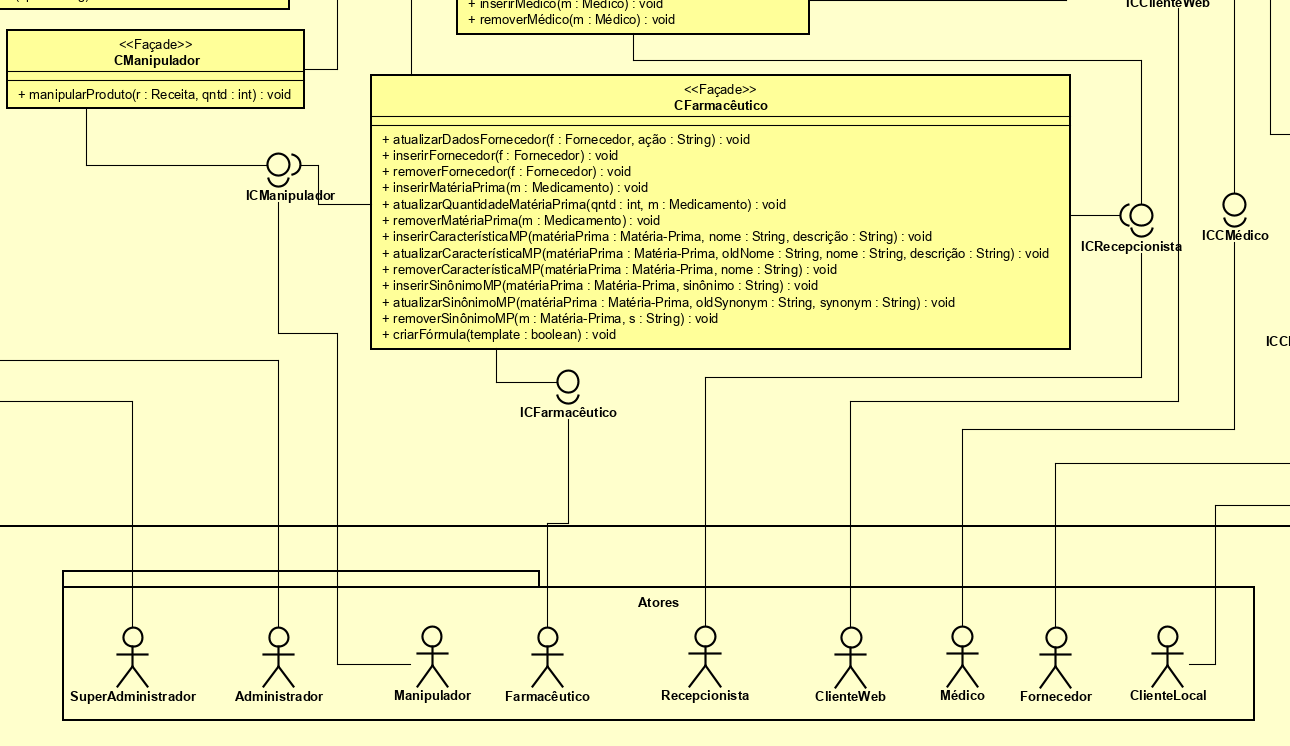 + inserirMédico(m : Médico) : void
+ removerMédico(m : Médico) : void
ICClienteWeb
<<Façade>>
CManipulador
+ manipularProduto(r : Receita, qntd : int) : void
<<Façade>>
CFarmacêutico
+ atualizarDadosFornecedor(f : Fornecedor, ação : String) : void
+ inserirFornecedor(f : Fornecedor) : void
+ removerFornecedor(f : Fornecedor) : void
+ inserirMatériaPrima(m : Medicamento) : void
+ atualizarQuantidadeMatériaPrima(qntd : int, m : Medicamento) : void
+ removerMatériaPrima(m : Medicamento) : void
+ inserirCaracterísticaMP(matériaPrima : Matéria-Prima, nome : String, descrição : String) : void
+ atualizarCaracterísticaMP(matériaPrima : Matéria-Prima, oldNome : String, nome : String, descrição : String) : void
+ removerCaracterísticaMP(matériaPrima : Matéria-Prima, nome : String) : void
+ inserirSinônimoMP(matériaPrima : Matéria-Prima, sinônimo : String) : void
+ atualizarSinônimoMP(matériaPrima : Matéria-Prima, oldSynonym : String, synonym : String) : void
+ removerSinônimoMP(m : Matéria-Prima, s : String) : void
+ criarFórmula(template : boolean) : void
ICManipulador
ICRecepcionista
ICCMédico
ICFarmacêutico
Atores
SuperAdministrador
Administrador
Manipulador
Farmacêutico
Recepcionista
ClienteWeb
Médico
Fornecedor
ClienteLocal